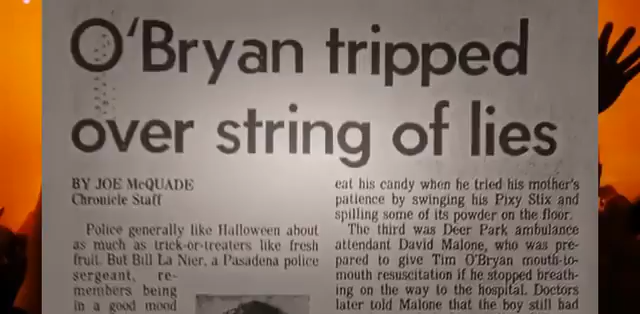 O'Bryan tripped
over string of lies
BY JOE McQUADE
Chronicle Staff
Police generally like Halloween about
as much as trick-or-treaters like fresh
fruit. But Bill La Nier, a Pasadena police
sergeant, re-
members being
in a good mood
eat his candy when he tried his mother's
patience by swinging his Pixy Stix and
spilling some of its powder on the floor.
The third was Deer Park ambulance
attendant David Malone, who was pre-
pared to give Tim O'Bryan mouth-to-
mouth resuscitation if he stopped breath-
ing on the way to the hospital. Doctors
later told Malone that the boy still had